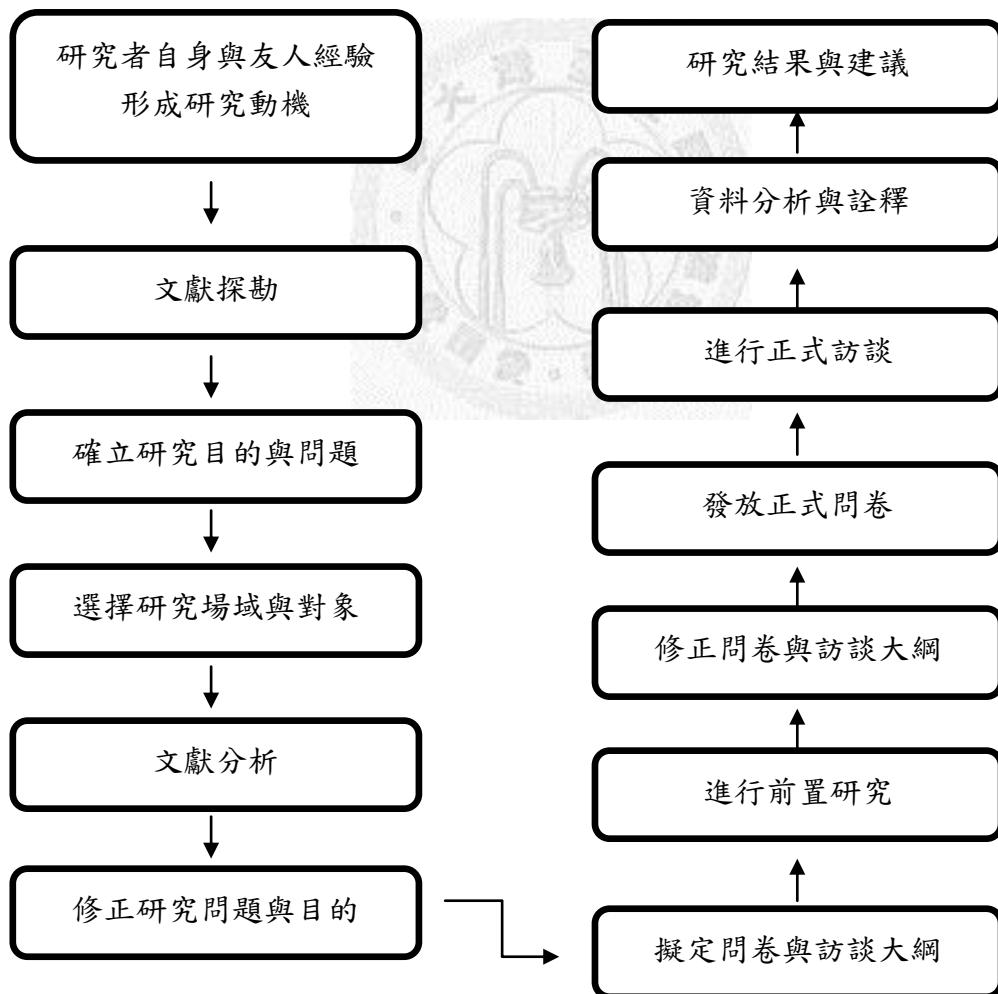 研究者自身與友人經驗
形成研究動機
文獻探勘
確立研究目的與問題
選擇研究場域與對象
文獻分析
修正研究問題與目的
擬定問卷與訪談大綱
進行前置研究
修正問卷與訪談大綱
發放正式問卷
進行正式訪談
資料分析與詮釋
研究結果與建議